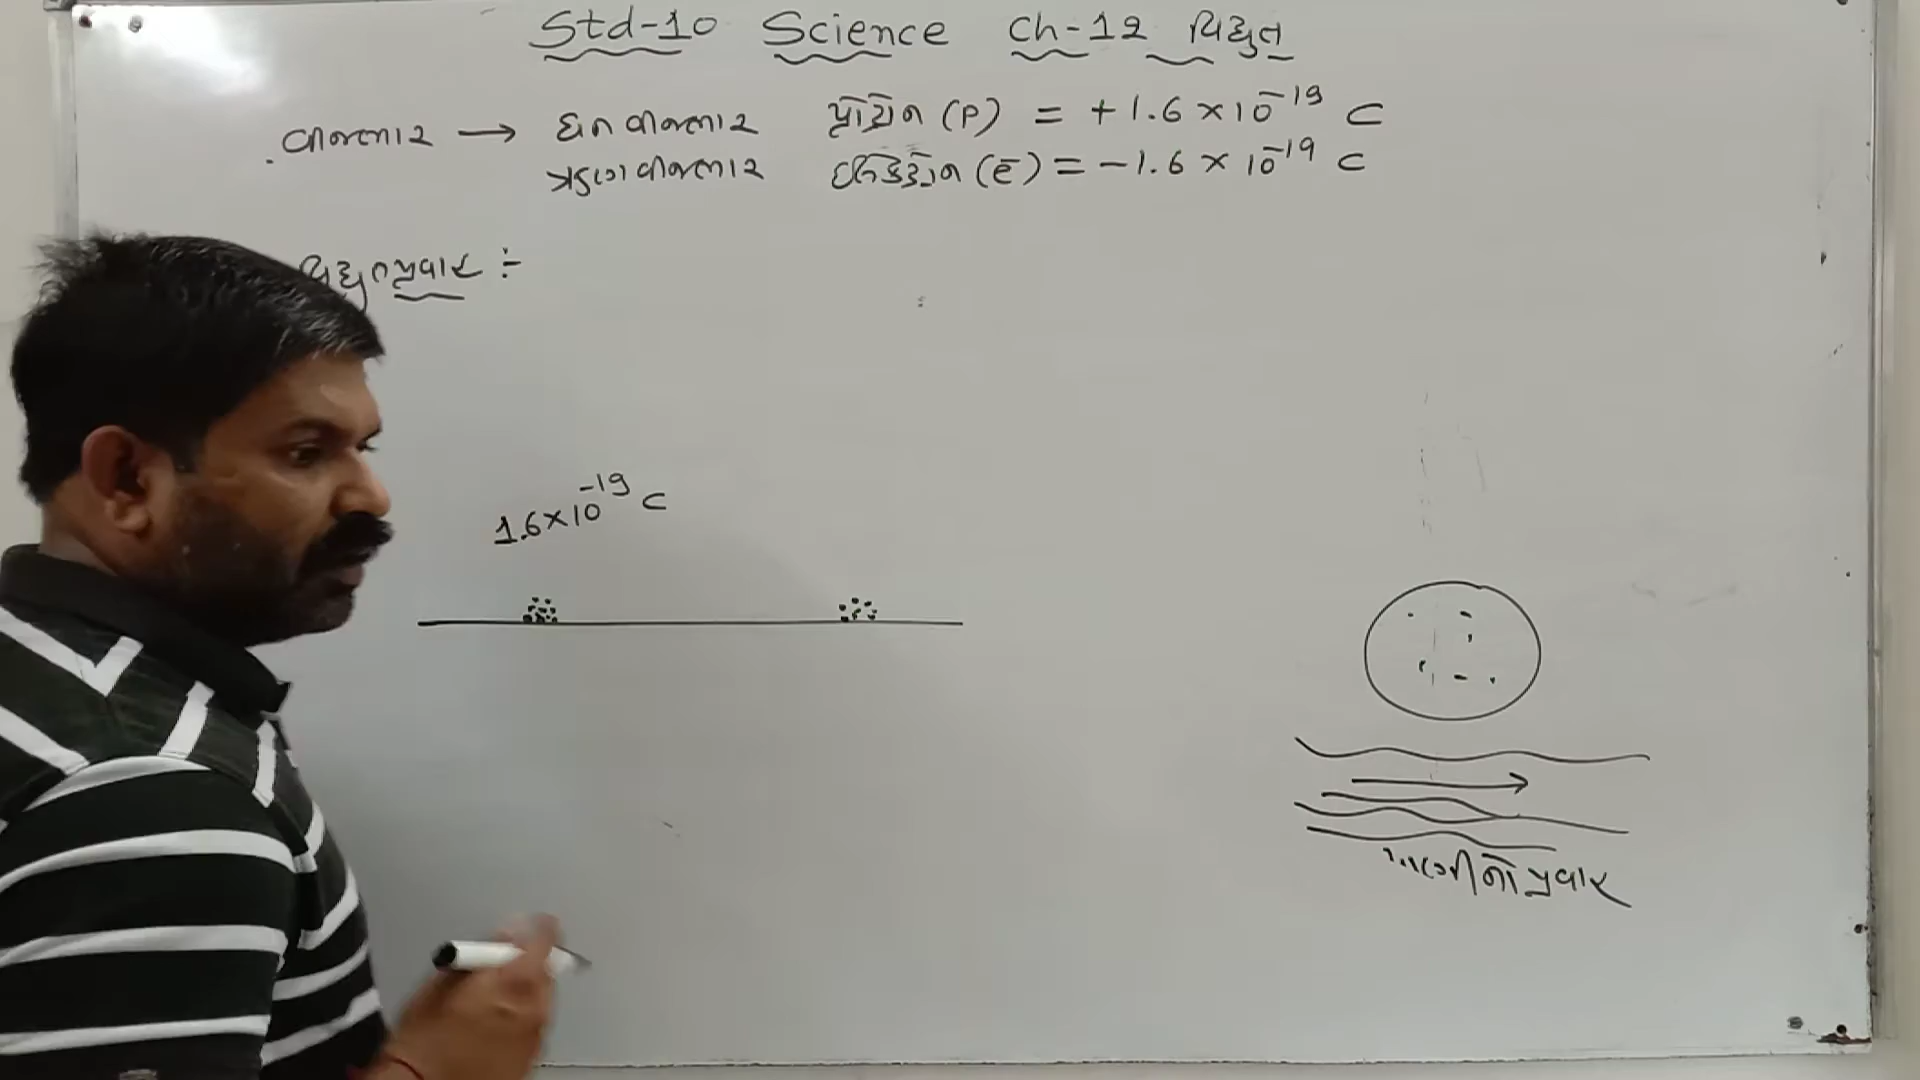 Std-10 Science Ch-12 વિદ્યુત
વીજભાર → ધન વીજભાર પ્રોટોન (P) = + 1.6 × 10⁻¹⁹ C
ઋણ વીજભાર ઈલેક્ટ્રોન (e̅) = - 1.6 × 10⁻¹⁹ C
વિદ્યુતપ્રવાહ :-
1.6×10⁻¹⁹ C
પાણીનો પ્રવાહ